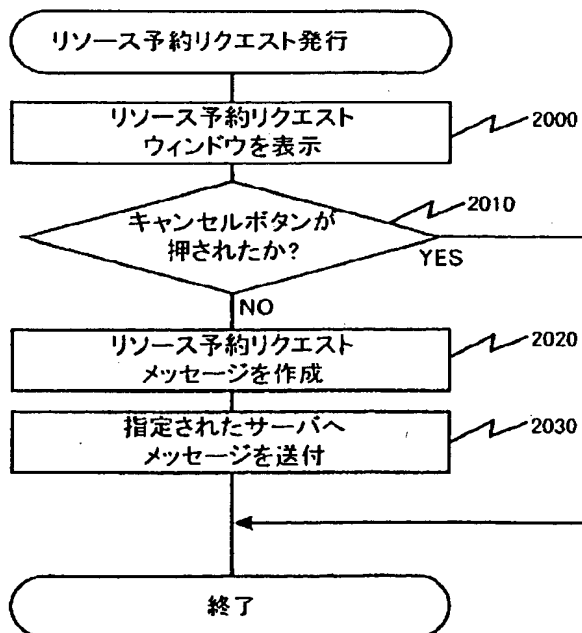 リソース予約リクエスト発行
リソース予約リクエスト
ウィンドウを表示
2000
キャンセルボタンが
押されたか?
2010
YES
NO
リソース予約リクエスト
メッセージを作成
2020
指定されたサーバへ
メッセージを送付
2030
終了